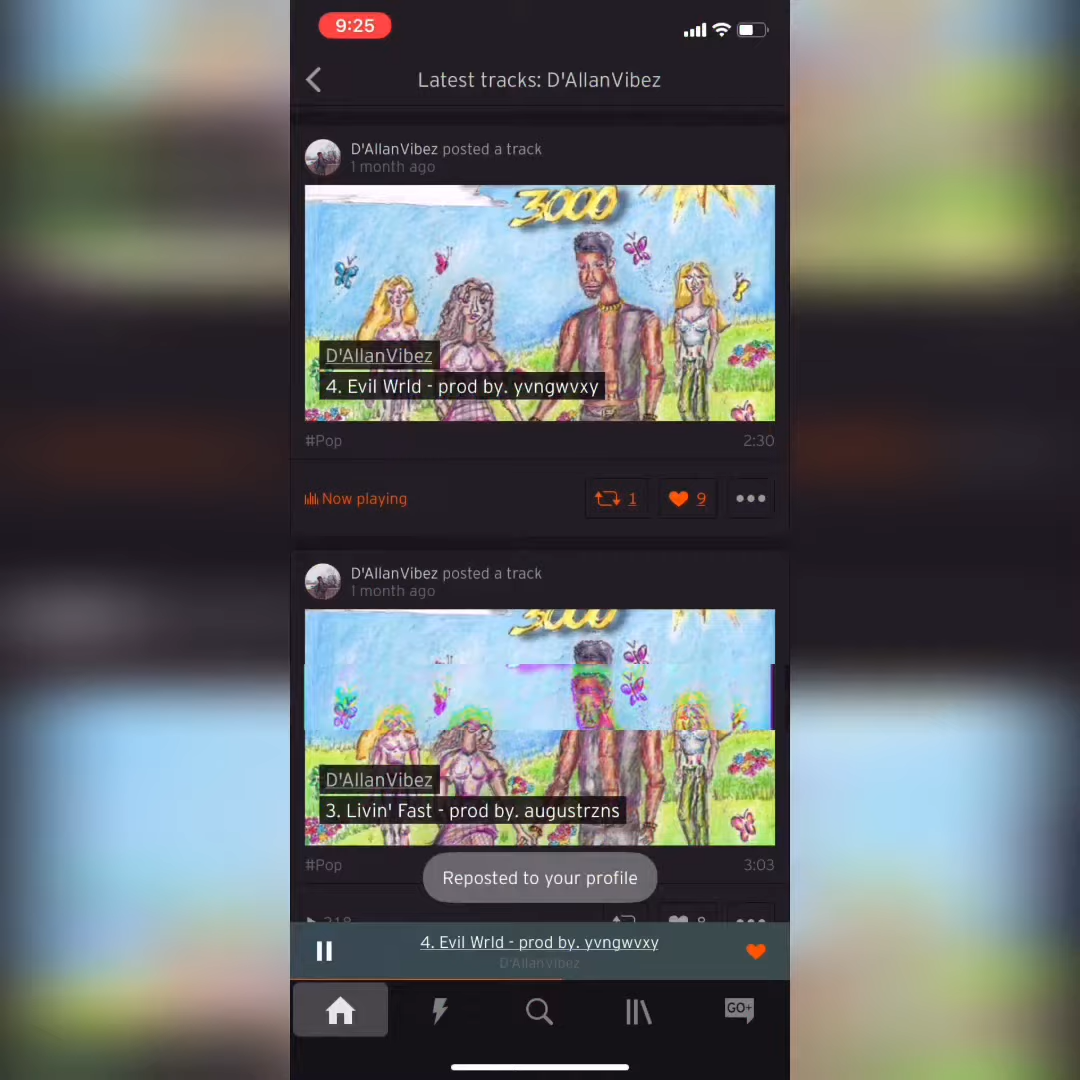 9:25
Latest tracks: D'AllanVibez
D'AllanVibez posted a track
1 month ago
3000
D'AllanVibez
4. Evil Wrld - prod by. yvngwvxy
#Pop
2:30
Now playing
1
9
D'AllanVibez posted a track
1 month ago
3000
D'AllanVibez
3. Livin' Fast - prod by. augustrzns
#Pop
3:03
Reposted to your profile
218
8
4. Evil Wrld - prod by. yvngwvxy
D'AllanVibez
GO+